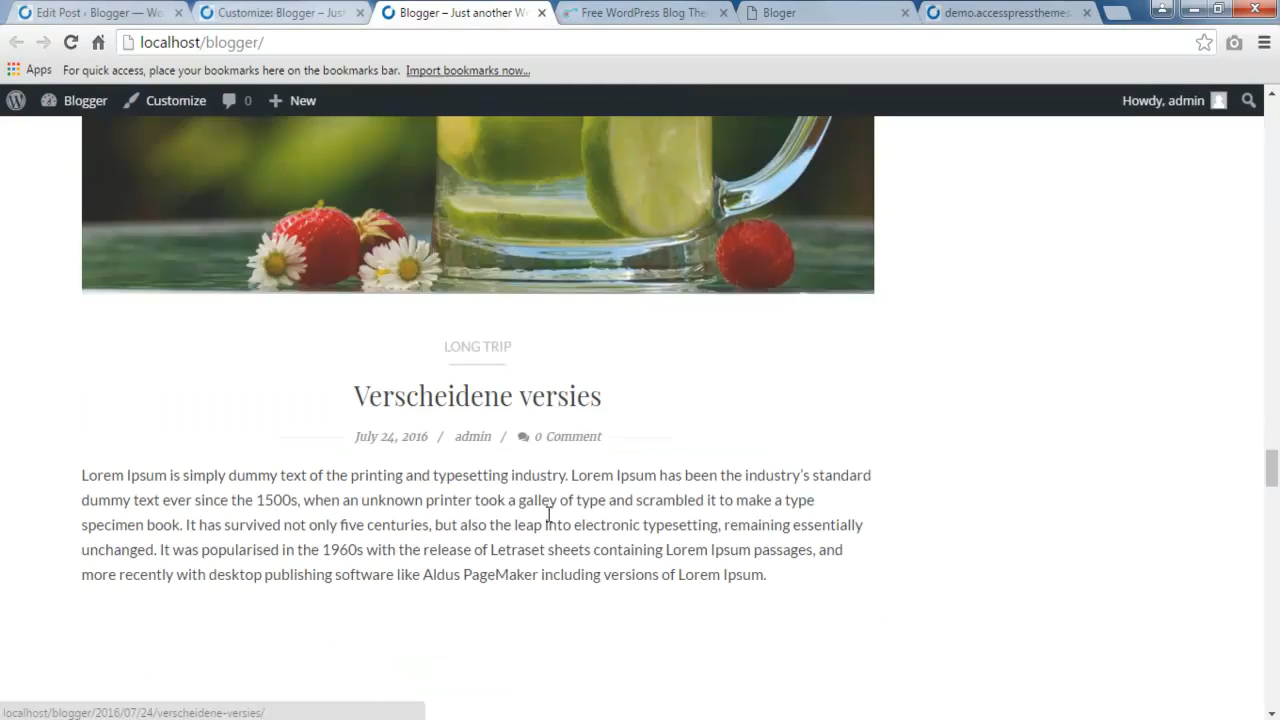 Edit Post ‹ Blogger — Wo
Customize: Blogger – Just
Blogger – Just another W
Free WordPress Blog The
Bloger
demo.accesspressthemes.
localhost/blogger/
Apps For quick access, place your bookmarks here on the bookmarks bar. Import bookmarks now...
Blogger Customize 0 New Howdy, admin
LONG TRIP
Verscheidene versies
July 24, 2016 / admin / 0 Comment
Lorem Ipsum is simply dummy text of the printing and typesetting industry. Lorem Ipsum has been the industry’s standard
dummy text ever since the 1500s, when an unknown printer took a galley of type and scrambled it to make a type
specimen book. It has survived not only five centuries, but also the leap into electronic typesetting, remaining essentially
unchanged. It was popularised in the 1960s with the release of Letraset sheets containing Lorem Ipsum passages, and
more recently with desktop publishing software like Aldus PageMaker including versions of Lorem Ipsum.
localhost/blogger/2016/07/24/verscheidene-versies/